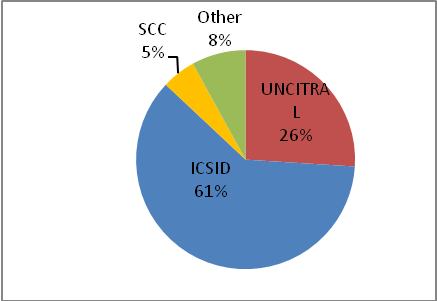 Other
8%
SCC
5%
UNCITRA
L
26%
ICSID
61%